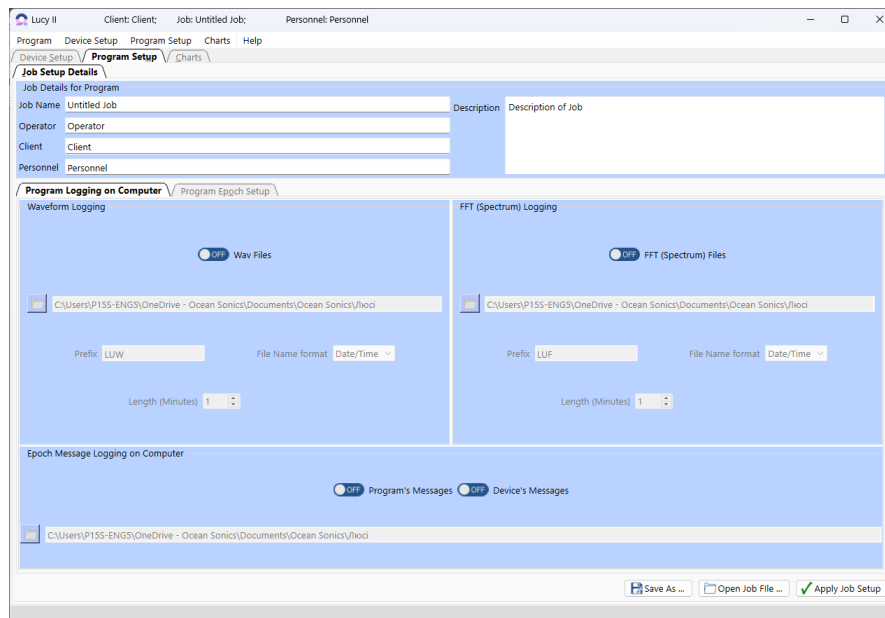 Lucy II Client: Client; Job: Untitled Job; Personnel: Personnel
Program Device Setup Program Setup Charts Help
Device Setup Program Setup Charts
Job Setup Details
Job Details for Program
Job Name Untitled Job Description Description of Job
Operator Operator
Client Client
Personnel Personnel
Program Logging on Computer Program Epoch Setup
Waveform Logging FFT (Spectrum) Logging
OFF Wav Files OFF FFT (Spectrum) Files
C:\Users\P15S-ENG5\OneDrive - Ocean Sonics\Documents\Ocean Sonics\Люсі C:\Users\P15S-ENG5\OneDrive - Ocean Sonics\Documents\Ocean Sonics\Люсі
Prefix LUW File Name format Date/Time Prefix LUF File Name format Date/Time
Length (Minutes) 1 Length (Minutes) 1
Epoch Message Logging on Computer
OFF Program's Messages OFF Device's Messages
C:\Users\P15S-ENG5\OneDrive - Ocean Sonics\Documents\Ocean Sonics\Люсі
Save As ... Open Job File ... Apply Job Setup